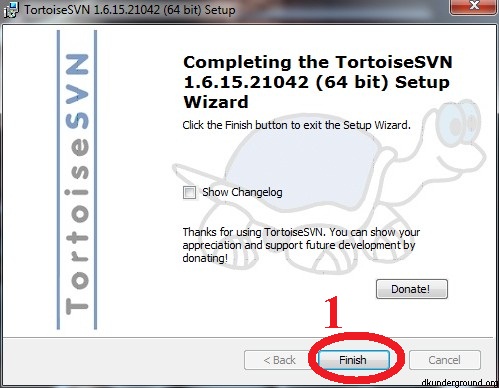 TortoiseSVN 1.6.15.21042 (64 bit) Setup
TortoiseSVN
Completing the TortoiseSVN
1.6.15.21042 (64 bit) Setup
Wizard
Click the Finish button to exit the Setup Wizard.
Show Changelog
Thanks for using TortoiseSVN. You can show your
appreciation and support future development by
donating!
Donate!
1
< Back
Finish
Cancel
dkunderground.org